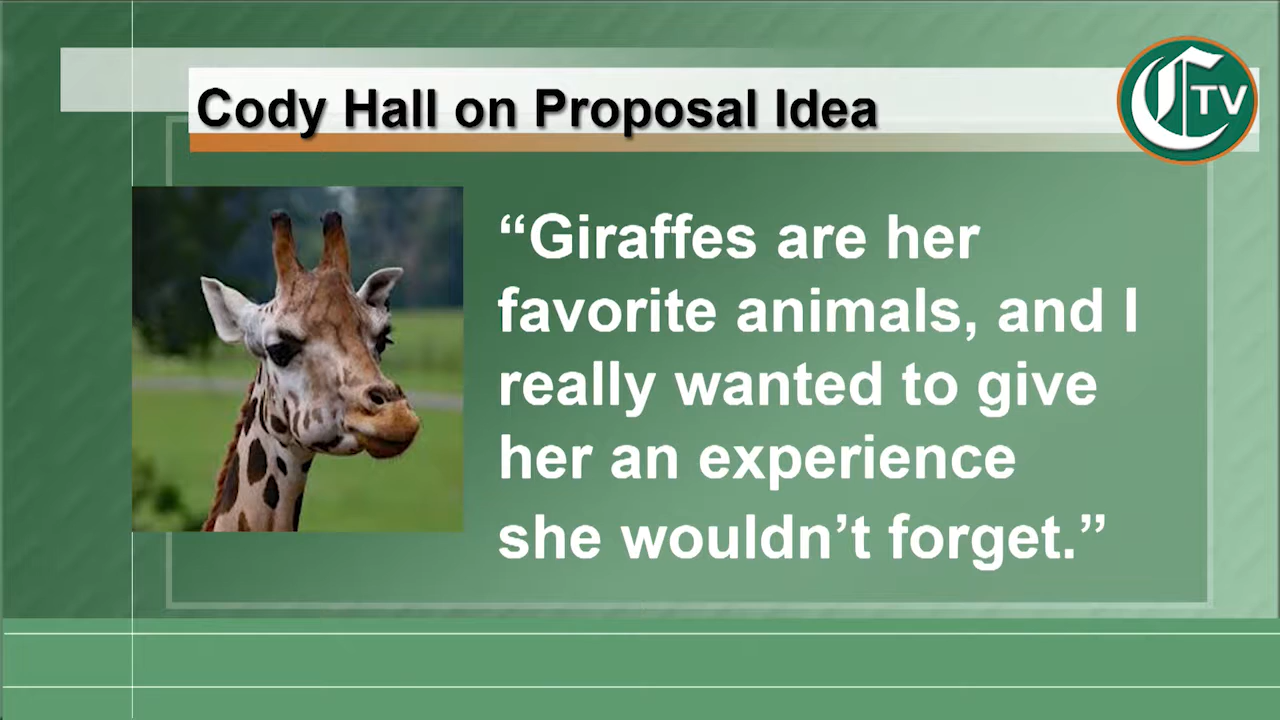 Cody Hall on Proposal Idea
CTV
“Giraffes are her
favorite animals, and I
really wanted to give
her an experience
she wouldn’t forget.”